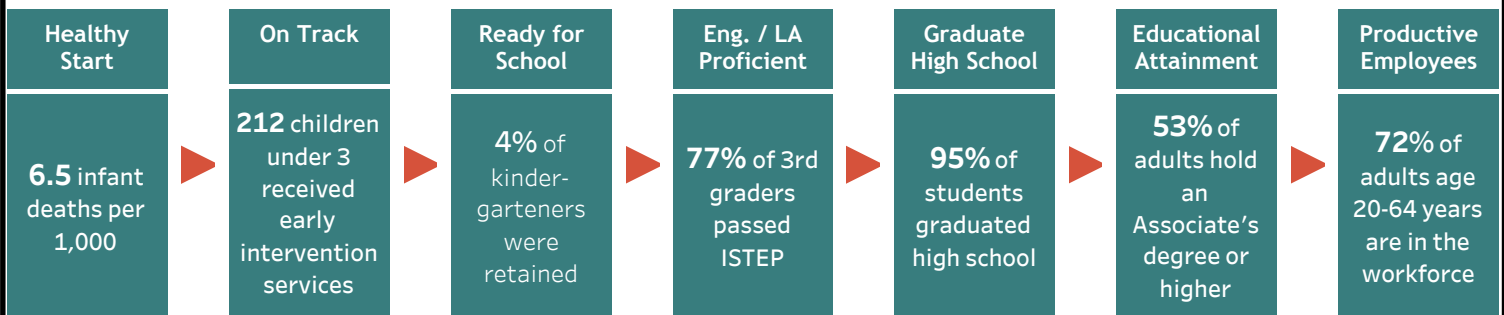 Healthy
Start
6.5 infant
deaths per
1,000
On Track
212 children
under 3
received
early
intervention
services
Ready for
School
4% of
kinder-
garteners
were
retained
Eng. / LA
Proficient
77% of 3rd
graders
passed
ISTEP
Graduate
High School
95% of
students
graduated
high school
Educational
Attainment
53% of
adults hold
an
Associate’s
degree or
higher
Productive
Employees
72% of
adults age
20-64 years
are in the
workforce